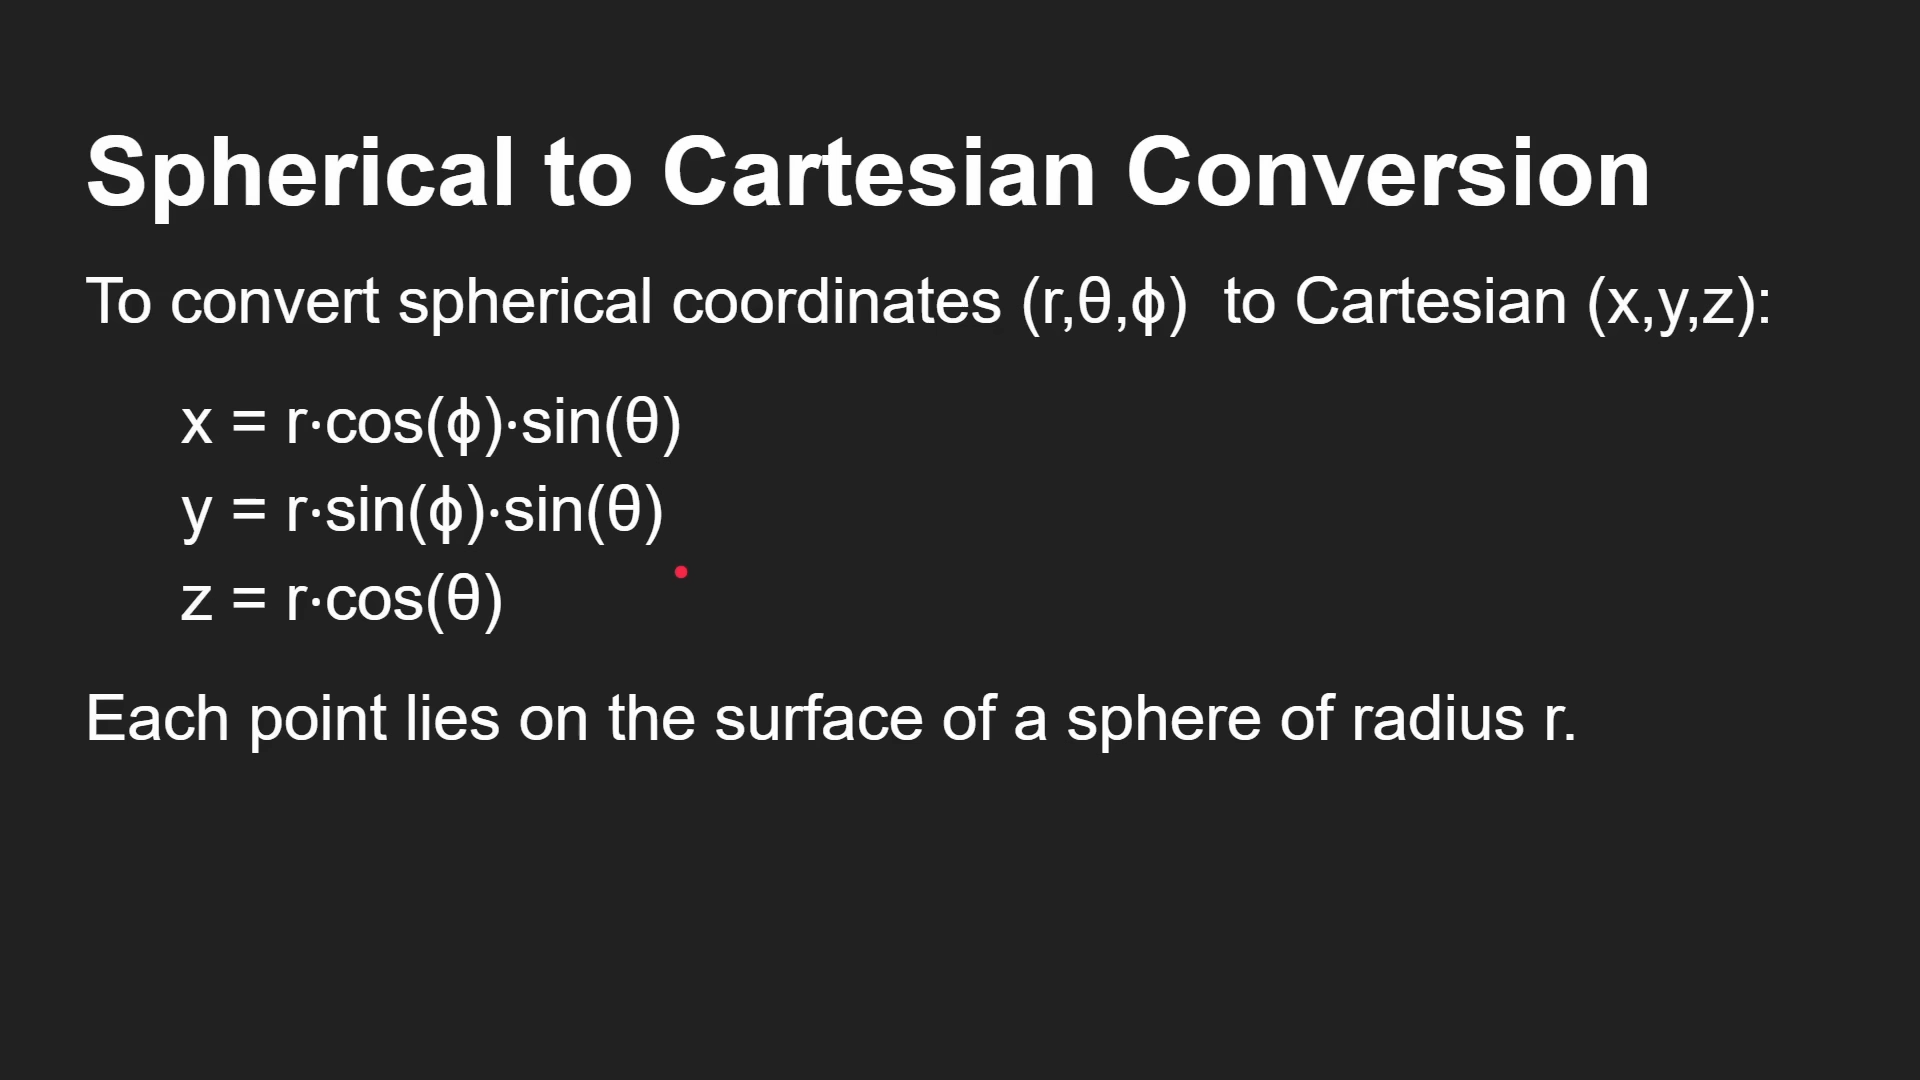 Spherical to Cartesian Conversion
To convert spherical coordinates (r,θ,ϕ)  to Cartesian (x,y,z):
x = r·cos(ϕ)·sin(θ)
y = r·sin(ϕ)·sin(θ)
z = r·cos(θ)
Each point lies on the surface of a sphere of radius r.